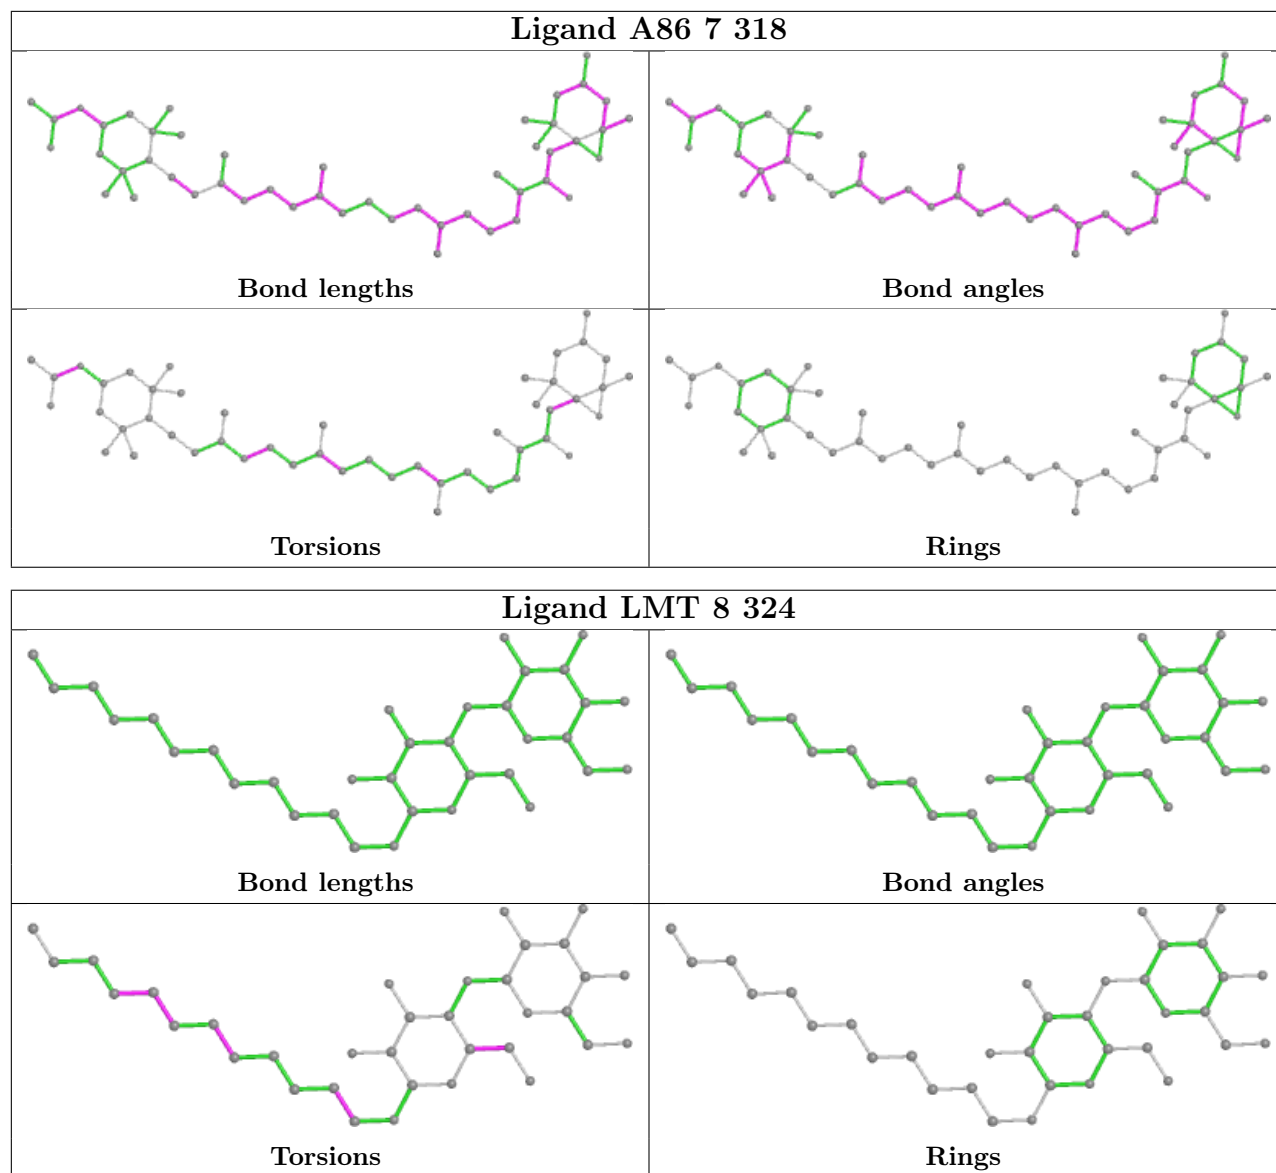 Ligand A86 7 318
Bond lengths
Bond angles
Torsions
Rings
Ligand LMT 8 324
Bond lengths
Bond angles
Torsions
Rings